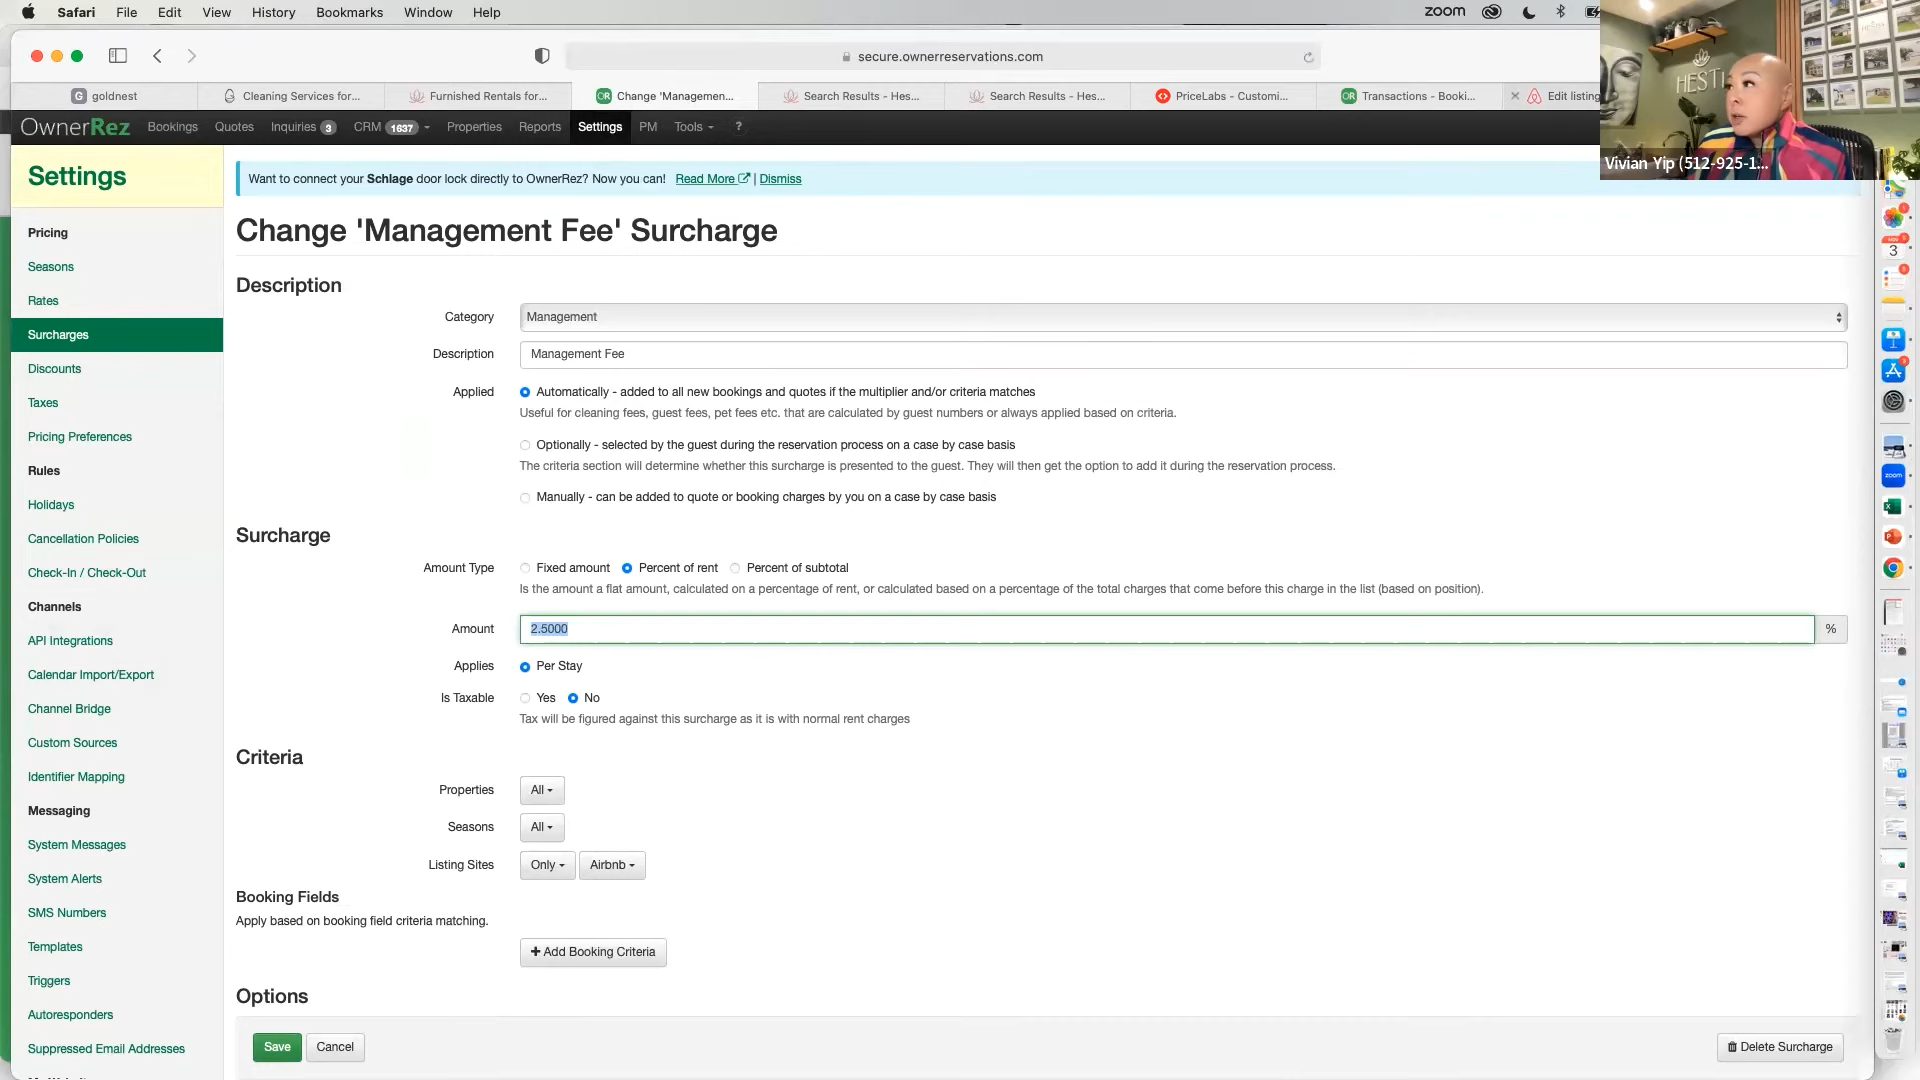 Safari File Edit View History Bookmarks Window Help
zoom
secure.ownerreservations.com
goldnest
Cleaning Services for...
Furnished Rentals for...
OR Change 'Managemen...
Search Results - Hes...
Search Results - Hes...
PriceLabs - Customi...
OR Transactions - Booki...
Edit listing
OwnerRez Bookings Quotes Inquiries 3 CRM 1637 Properties Reports Settings PM Tools ?
HESTI
Vivian Yip (512-925-1...
Settings
Pricing
Seasons
Rates
Surcharges
Discounts
Taxes
Pricing Preferences
Rules
Holidays
Cancellation Policies
Check-In / Check-Out
Channels
API Integrations
Calendar Import/Export
Channel Bridge
Custom Sources
Identifier Mapping
Messaging
System Messages
System Alerts
SMS Numbers
Templates
Triggers
Autoresponders
Suppressed Email Addresses
Want to connect your Schlage door lock directly to OwnerRez? Now you can! Read More | Dismiss
Change 'Management Fee' Surcharge
Description
Category Management
Description Management Fee
Applied Automatically - added to all new bookings and quotes if the multiplier and/or criteria matches
Useful for cleaning fees, guest fees, pet fees etc. that are calculated by guest numbers or always applied based on criteria.
Optionally - selected by the guest during the reservation process on a case by case basis
The criteria section will determine whether this surcharge is presented to the guest. They will then get the option to add it during the reservation process.
Manually - can be added to quote or booking charges by you on a case by case basis
Surcharge
Amount Type Fixed amount Percent of rent Percent of subtotal
Is the amount a flat amount, calculated on a percentage of rent, or calculated based on a percentage of the total charges that come before this charge in the list (based on position).
Amount 2.5000 %
Applies Per Stay
Is Taxable Yes No
Tax will be figured against this surcharge as it is with normal rent charges
Criteria
Properties All
Seasons All
Listing Sites Only Airbnb
Booking Fields
Apply based on booking field criteria matching.
+ Add Booking Criteria
Options
Save Cancel
Delete Surcharge
3
zoom